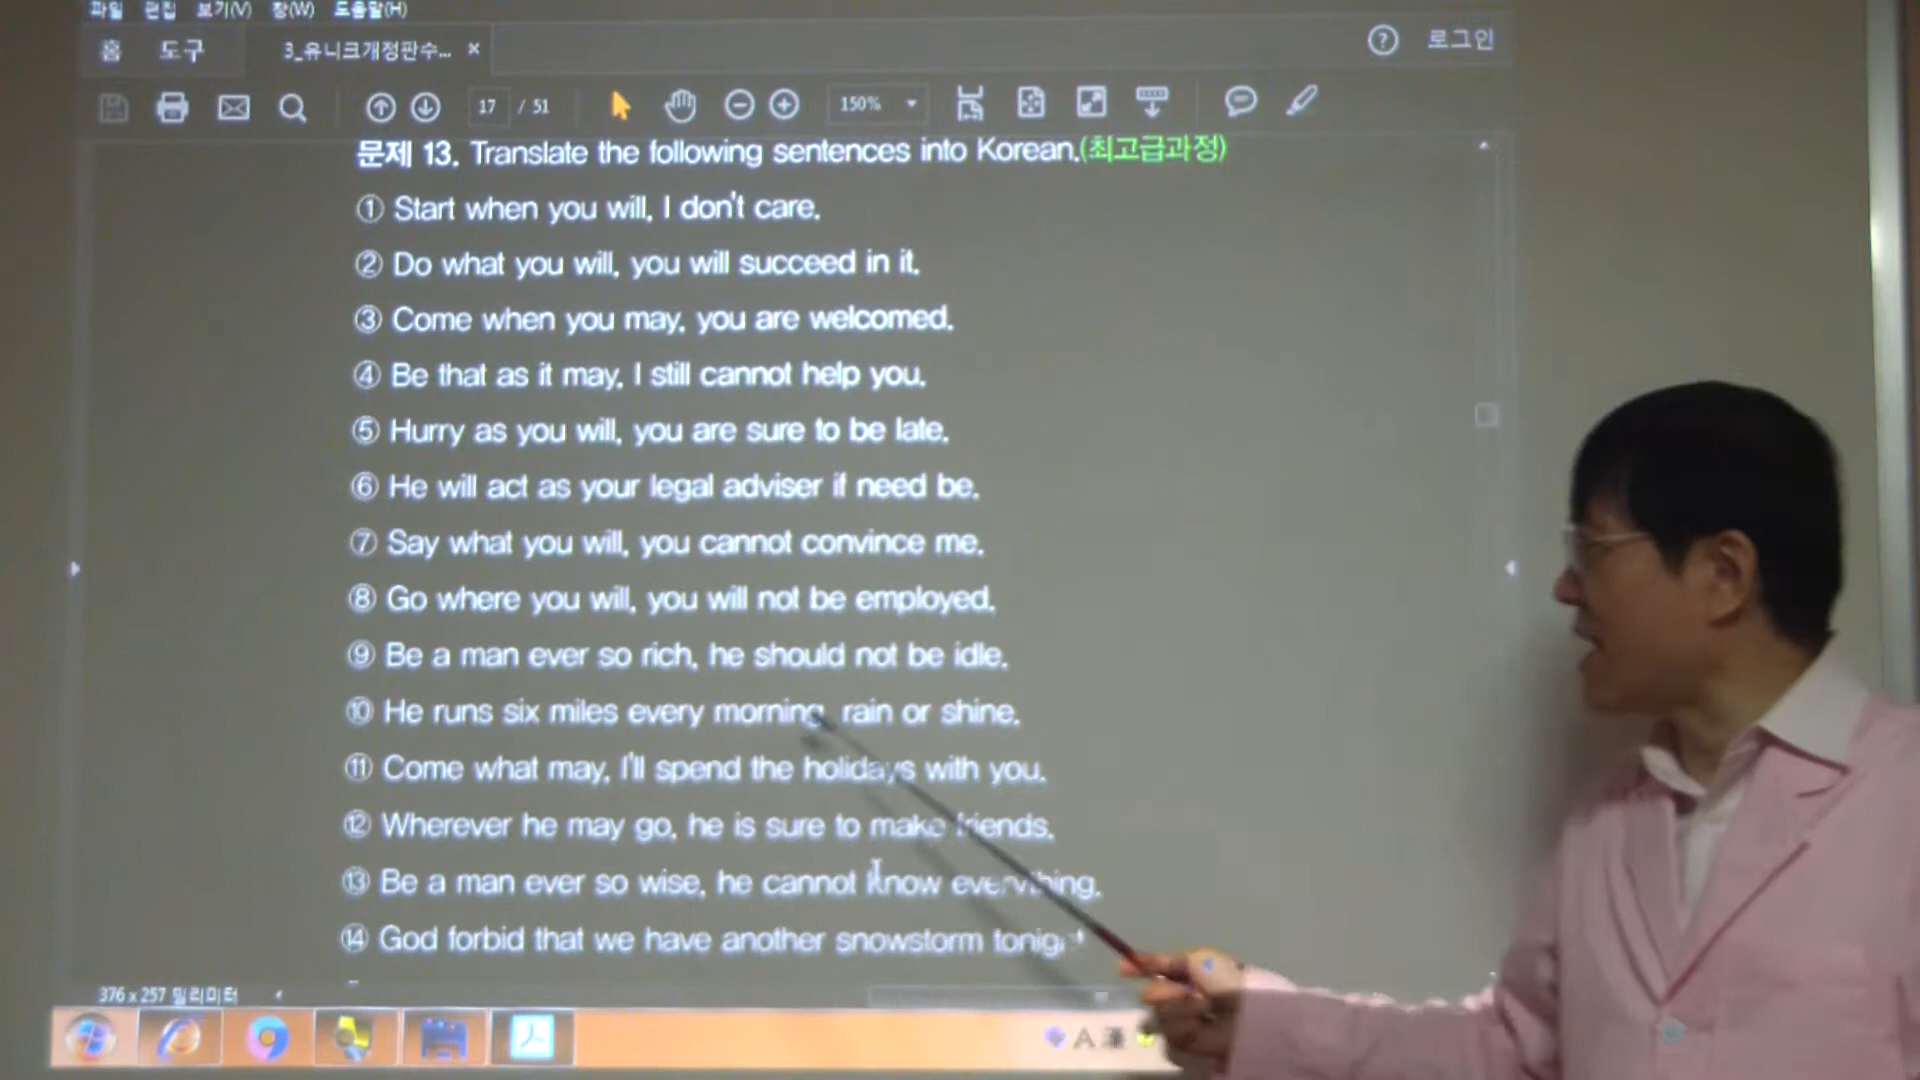 파일 편집 보기(V) 창(W) 도움말(H)
홈 도구 3_유니크개정판수... × ? 로그인
17 / 51 150%
문제 13. Translate the following sentences into Korean.(최고급과정)
① Start when you will, I don't care.
② Do what you will, you will succeed in it.
③ Come when you may, you are welcomed.
④ Be that as it may, I still cannot help you.
⑤ Hurry as you will, you are sure to be late.
⑥ He will act as your legal adviser if need be.
⑦ Say what you will, you cannot convince me.
⑧ Go where you will, you will not be employed.
⑨ Be a man ever so rich, he should not be idle.
⑩ He runs six miles every morning, rain or shine.
⑪ Come what may, I'll spend the holidays with you.
⑫ Wherever he may go, he is sure to make friends.
⑬ Be a man ever so wise, he cannot know everything.
⑭ God forbid that we have another snowstorm tonight
376 x 257 밀리미터
A 漢